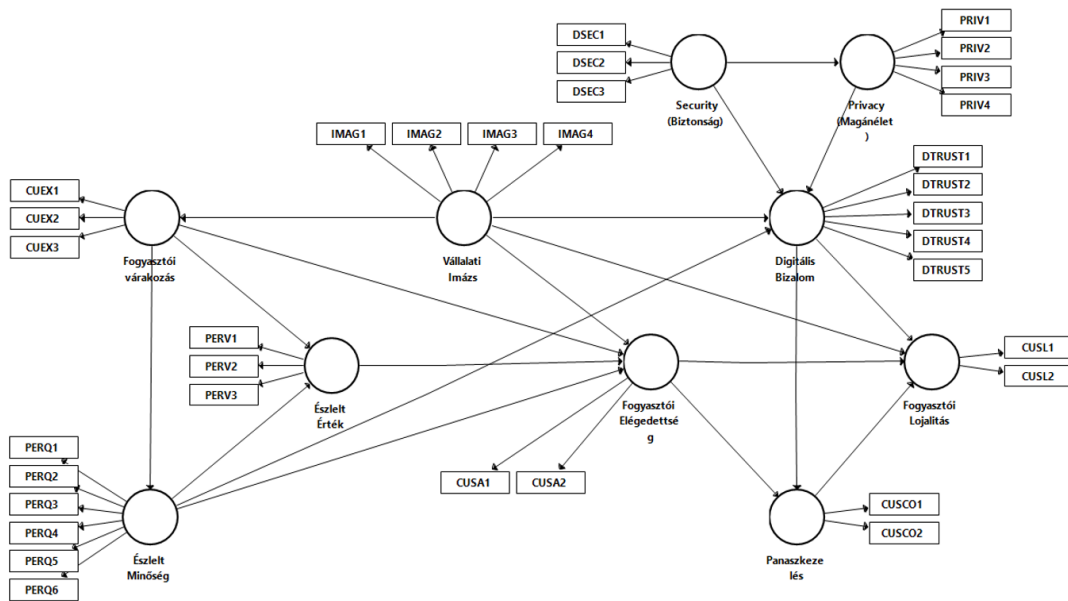 DSEC1
DSEC2
DSEC3
Security
(Biztonság)
PRIV1
PRIV2
PRIV3
PRIV4
Privacy
(Magánélet
)
IMAG1
IMAG2
IMAG3
IMAG4
Vállalati
Imázs
DTRUST1
DTRUST2
DTRUST3
DTRUST4
DTRUST5
Digitális
Bizalom
CUEX1
CUEX2
CUEX3
Fogyasztói
várakozás
PERV1
PERV2
PERV3
Észlelt
Érték
Fogyasztói
Elégedettsé
g
CUSL1
CUSL2
Fogyasztói
Lojalitás
PERQ1
PERQ2
PERQ3
PERQ4
PERQ5
PERQ6
Észlelt
Minőség
CUSA1
CUSA2
CUSCO1
CUSCO2
Panaszkeze
lés